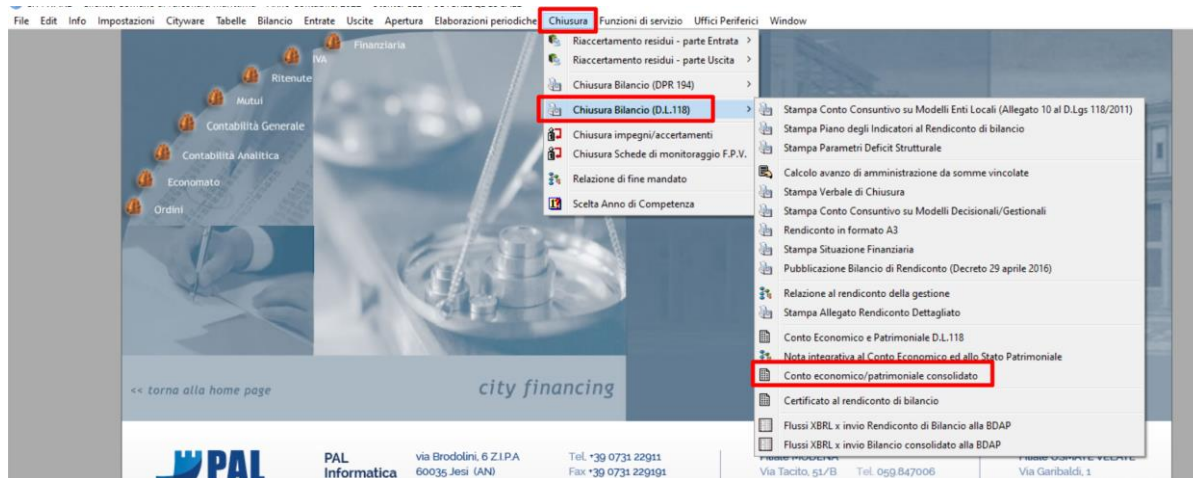 File Edit Info Impostazioni Cityware Tabelle Bilancio Entrate Uscite Apertura Elaborazioni periodiche Chiusura Funzioni di servizio Uffici Periferici Window
Finanziaria
IVA
Ritenute
Mutui
Contabilità Generale
Contabilità Analitica
Economato
Ordini
Riaccertamento residui - parte Entrata >
Riaccertamento residui - parte Uscita >
Chiusura Bilancio (DPR 194) >
Chiusura Bilancio (D.L.118) >
Chiusura impegni/accertamenti
Chiusura Schede di monitoraggio F.P.V.
Relazione di fine mandato
Scelta Anno di Competenza
Stampa Conto Consuntivo su Modelli Enti Locali (Allegato 10 al D.Lgs 118/2011)
Stampa Piano degli Indicatori al Rendiconto di bilancio
Stampa Parametri Deficit Strutturale
Calcolo avanzo di amministrazione da somme vincolate
Stampa Verbale di Chiusura
Stampa Conto Consuntivo su Modelli Decisionali/Gestionali
Rendiconto in formato A3
Stampa Situazione Finanziaria
Pubblicazione Bilancio di Rendiconto (Decreto 29 aprile 2016)
Relazione al rendiconto della gestione
Stampa Allegato Rendiconto Dettagliato
Conto Economico e Patrimoniale D.L.118
Nota integrativa al Conto Economico ed allo Stato Patrimoniale
Conto economico/patrimoniale consolidato
Certificato al rendiconto di bilancio
Flussi XBRL x invio Rendiconto di Bilancio alla BDAP
Flussi XBRL x invio Bilancio consolidato alla BDAP
<< torna alla home page
city financing
PAL
PAL
Informatica
via Brodolini, 6 Z.I.P.A
60035 Jesi (AN)
Tel. +39 0731 22911
Fax +39 0731 229191
Filiale MODENA
Via Tacito, 51/B Tel. 059.847006
Filiale USMATE VELATE
Via Garibaldi, 1